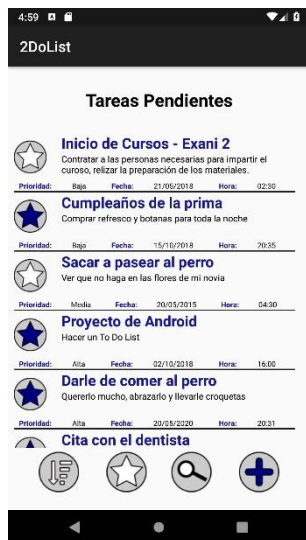 4:59
2DoList
Tareas Pendientes
Inicio de Cursos - Exani 2
Contratar a las personas necesarias para impartir el
curoso, relizar la preparación de los materiales.
Prioridad: Baja Fecha: 21/05/2018 Hora: 02:30
Cumpleaños de la prima
Comprar refresco y botanas para toda la noche
Prioridad: Baja Fecha: 15/10/2018 Hora: 20:35
Sacar a pasear al perro
Ver que no haga en las flores de mi novia
Prioridad: Media Fecha: 20/05/2015 Hora: 04:30
Proyecto de Android
Hacer un To Do List
Prioridad: Alta Fecha: 02/10/2018 Hora: 16:00
Darle de comer al perro
Quererlo mucho, abrazarlo y llevarle croquetas
Prioridad: Alta Fecha: 20/05/2020 Hora: 20:31
Cita con el dentista